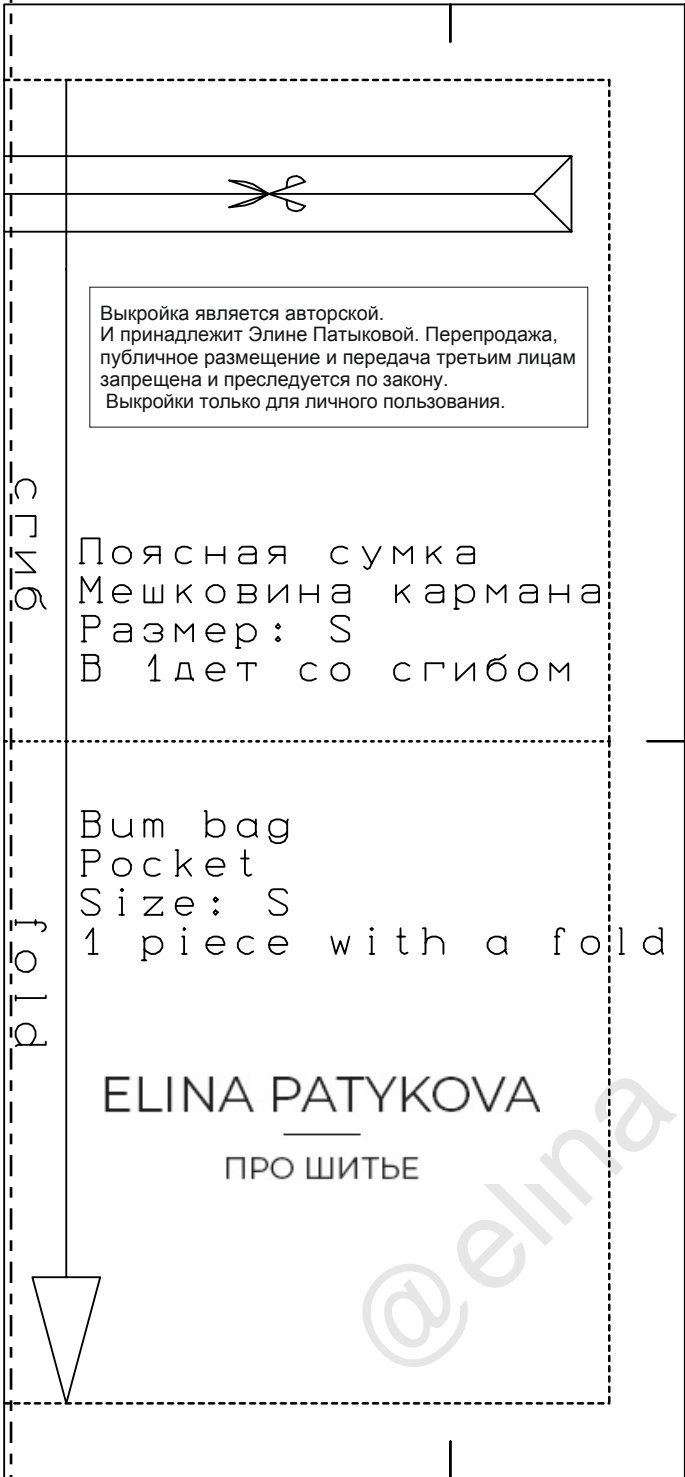 Выкройка является авторской.
И принадлежит Элине Патыковой. Перепродажа,
публичное размещение и передача третьим лицам
запрещена и преследуется по закону.
Выкройки только для личного пользования.
сгиб
Поясная сумка
Мешковина кармана
Размер: S
В 1дет со сгибом
Bum bag
Pocket
Size: S
1 piece with a fold
fold
ELINA PATYKOVA
ПРО ШИТЬЕ
@elina